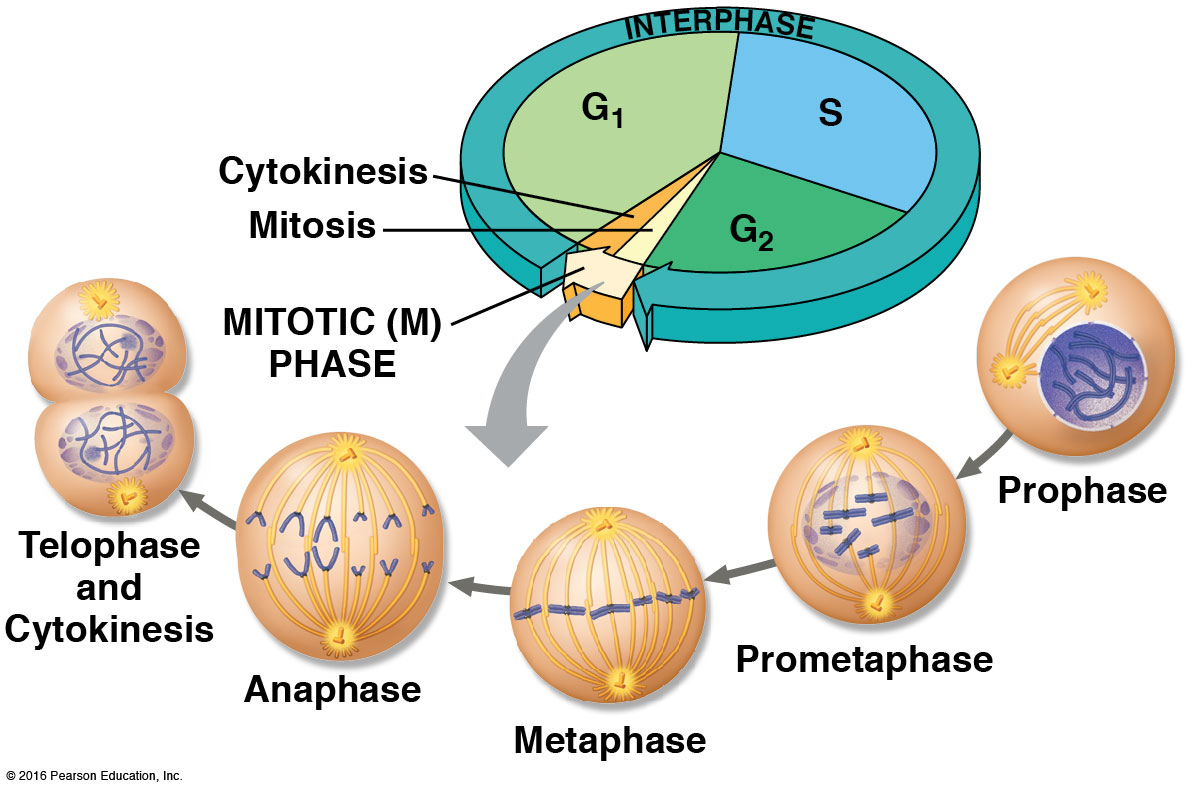 INTERPHASE
G1
S
Cytokinesis
Mitosis
G2
MITOTIC (M)
PHASE
Prophase
Telophase
and
Cytokinesis
Prometaphase
Anaphase
Metaphase
© 2016 Pearson Education, Inc.